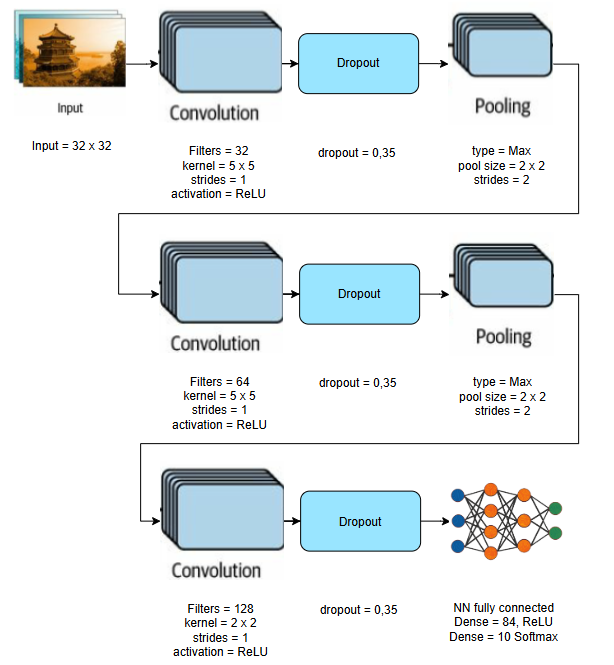 Input
Convolution
Dropout
Pooling
Input = 32 x 32
Filters = 32
kernel = 5 x 5
strides = 1
activation = ReLU
dropout = 0,35
type = Max
pool size = 2 x 2
strides = 2
Convolution
Dropout
Pooling
Filters = 64
kernel = 5 x 5
strides = 1
activation = ReLU
dropout = 0,35
type = Max
pool size = 2 x 2
strides = 2
Convolution
Dropout
Filters = 128
kernel = 2 x 2
strides = 1
activation = ReLU
dropout = 0,35
NN fully connected
Dense = 84, ReLU
Dense = 10 Softmax